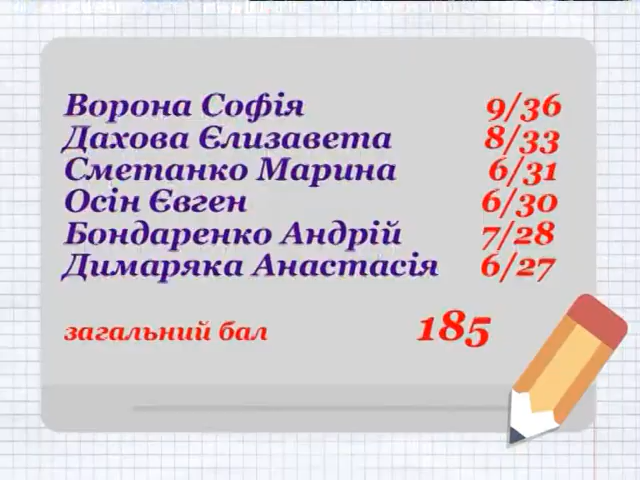 Ворона Софія 9/36
Дахова Єлизавета 8/33
Сметанко Марина 6/31
Осін Євген 6/30
Бондаренко Андрій 7/28
Димаряка Анастасія 6/27
загальний бал 185